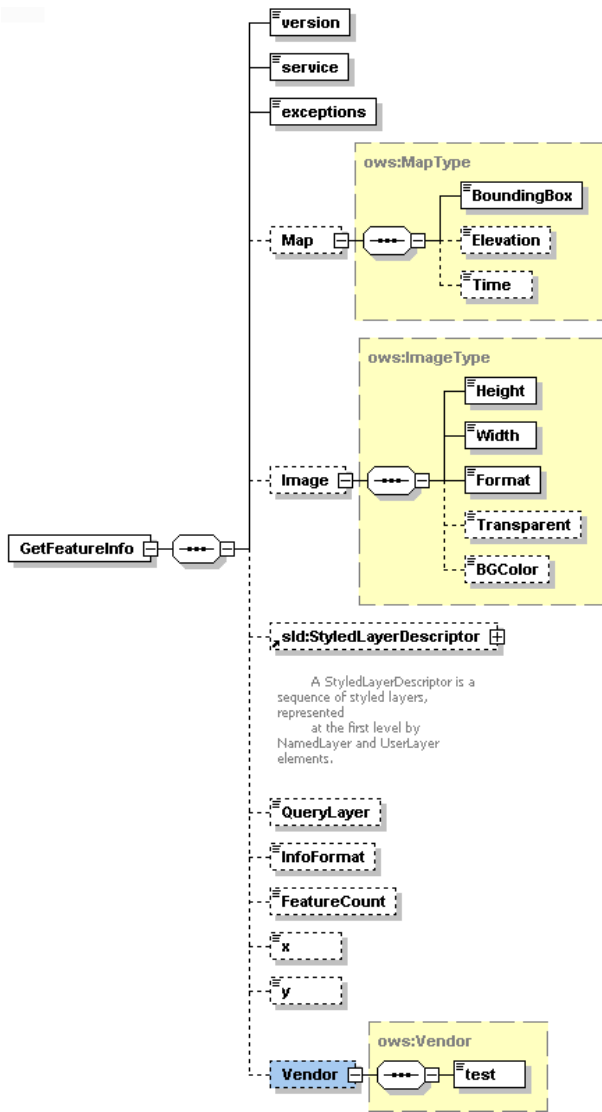 version
service
exceptions
ows:MapType
BoundingBox
Map
Elevation
Time
ows:ImageType
Height
Width
Image
Format
Transparent
GetFeatureInfo
BGColor
sld:StyledLayerDescriptor
A StyledLayerDescriptor is a
sequence of styled layers,
represented
at the first level by
NamedLayer and UserLayer
elements.
QueryLayer
InfoFormat
FeatureCount
x
y
ows:Vendor
Vendor
test